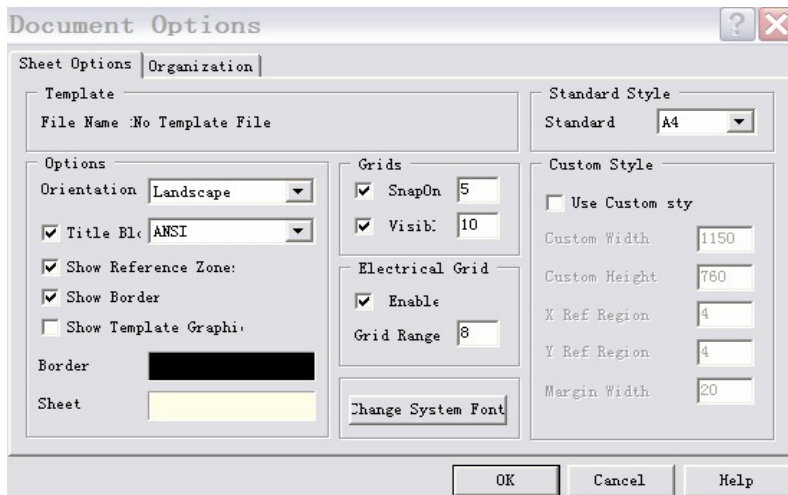 Document Options
Sheet Options
Organization
Template
File Name :No Template File
Standard Style
Standard
A4
Options
Orientation
Landscape
Title Blo
ANSI
Show Reference Zone:
Show Border
Show Template Graphi
Border
Sheet
Grids
SnapOn
5
Visib
10
Electrical Grid
Enable
Grid Range
8
Change System Font
Custom Style
Use Custom sty
Custom Width
1150
Custom Height
760
X Ref Region
4
Y Ref Region
4
Margin Width
20
OK
Cancel
Help